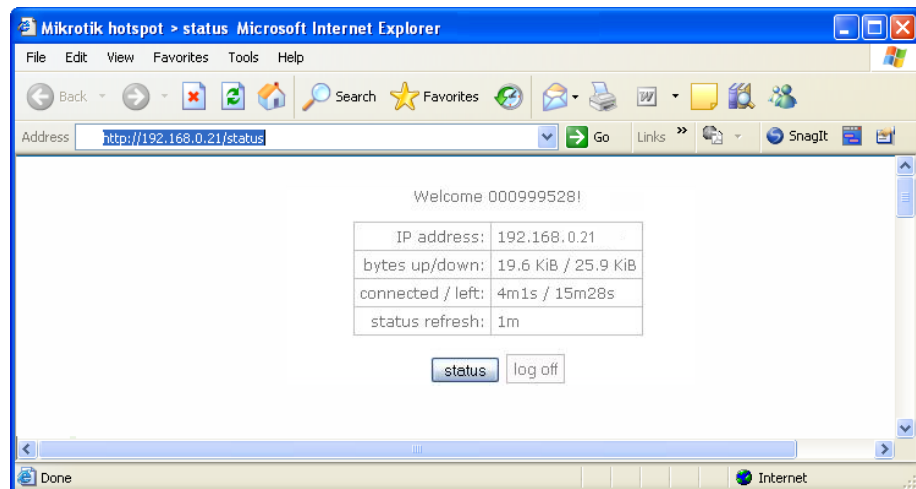 Mikrotik hotspot > status Microsoft Internet Explorer
File Edit View Favorites Tools Help
Back Search Favorites W
Address http://192.168.0.21/status Go Links » SnagIt
Welcome 000999528!
IP address: 192.168.0.21
bytes up/down: 19.6 KiB / 25.9 KiB
connected / left: 4m1s / 15m28s
status refresh: 1m
status log off
Done Internet